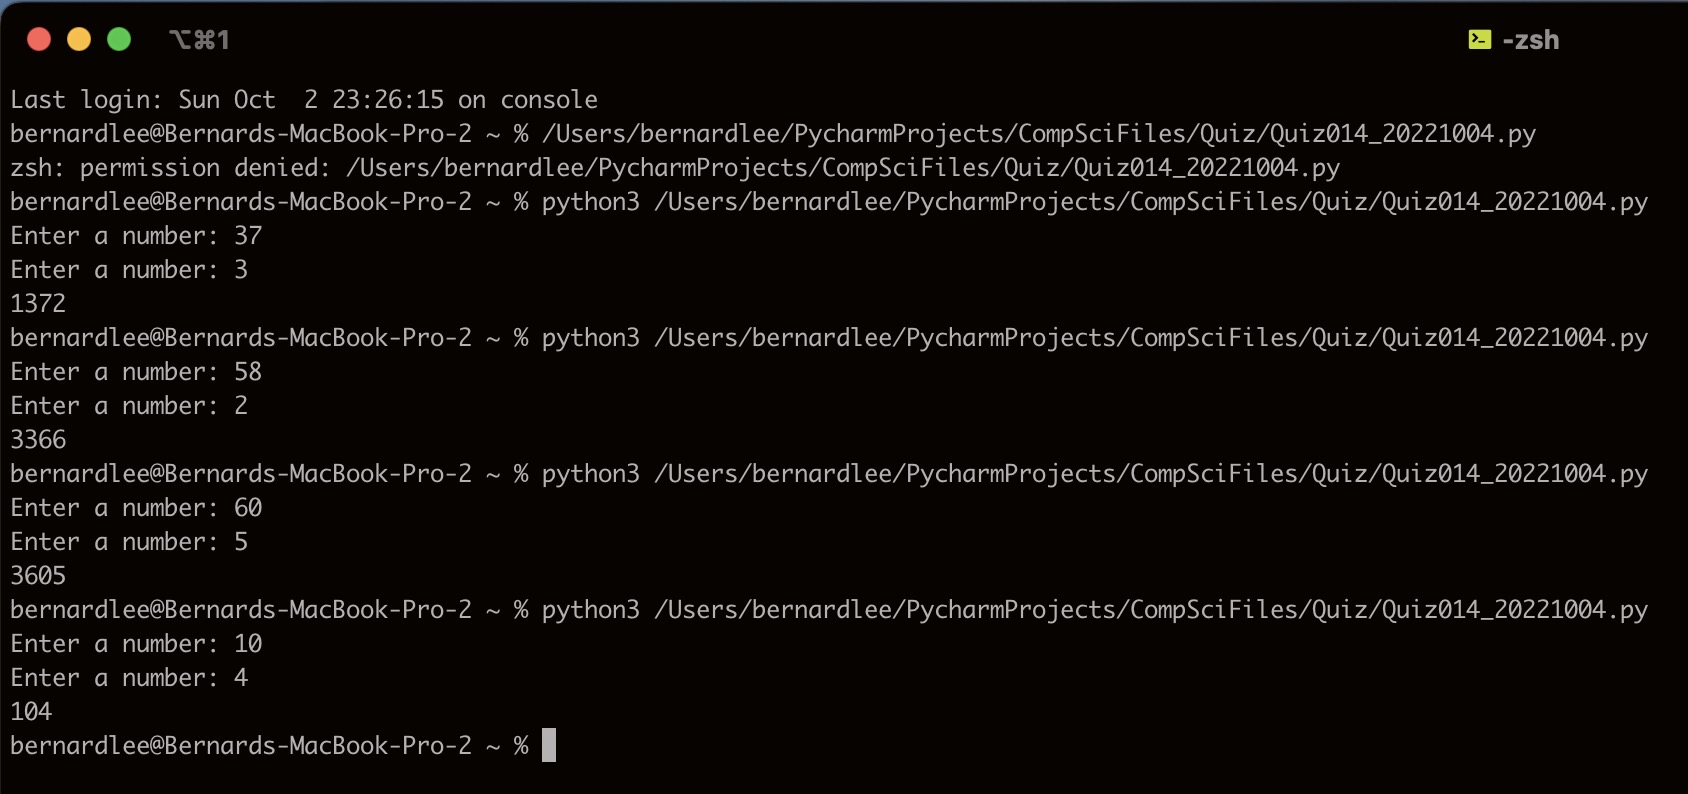 ⌥⌘1 -zsh
Last login: Sun Oct  2 23:26:15 on console
bernardlee@Bernards-MacBook-Pro-2 ~ % /Users/bernardlee/PycharmProjects/CompSciFiles/Quiz/Quiz014_20221004.py
zsh: permission denied: /Users/bernardlee/PycharmProjects/CompSciFiles/Quiz/Quiz014_20221004.py
bernardlee@Bernards-MacBook-Pro-2 ~ % python3 /Users/bernardlee/PycharmProjects/CompSciFiles/Quiz/Quiz014_20221004.py
Enter a number: 37
Enter a number: 3
1372
bernardlee@Bernards-MacBook-Pro-2 ~ % python3 /Users/bernardlee/PycharmProjects/CompSciFiles/Quiz/Quiz014_20221004.py
Enter a number: 58
Enter a number: 2
3366
bernardlee@Bernards-MacBook-Pro-2 ~ % python3 /Users/bernardlee/PycharmProjects/CompSciFiles/Quiz/Quiz014_20221004.py
Enter a number: 60
Enter a number: 5
3605
bernardlee@Bernards-MacBook-Pro-2 ~ % python3 /Users/bernardlee/PycharmProjects/CompSciFiles/Quiz/Quiz014_20221004.py
Enter a number: 10
Enter a number: 4
104
bernardlee@Bernards-MacBook-Pro-2 ~ %